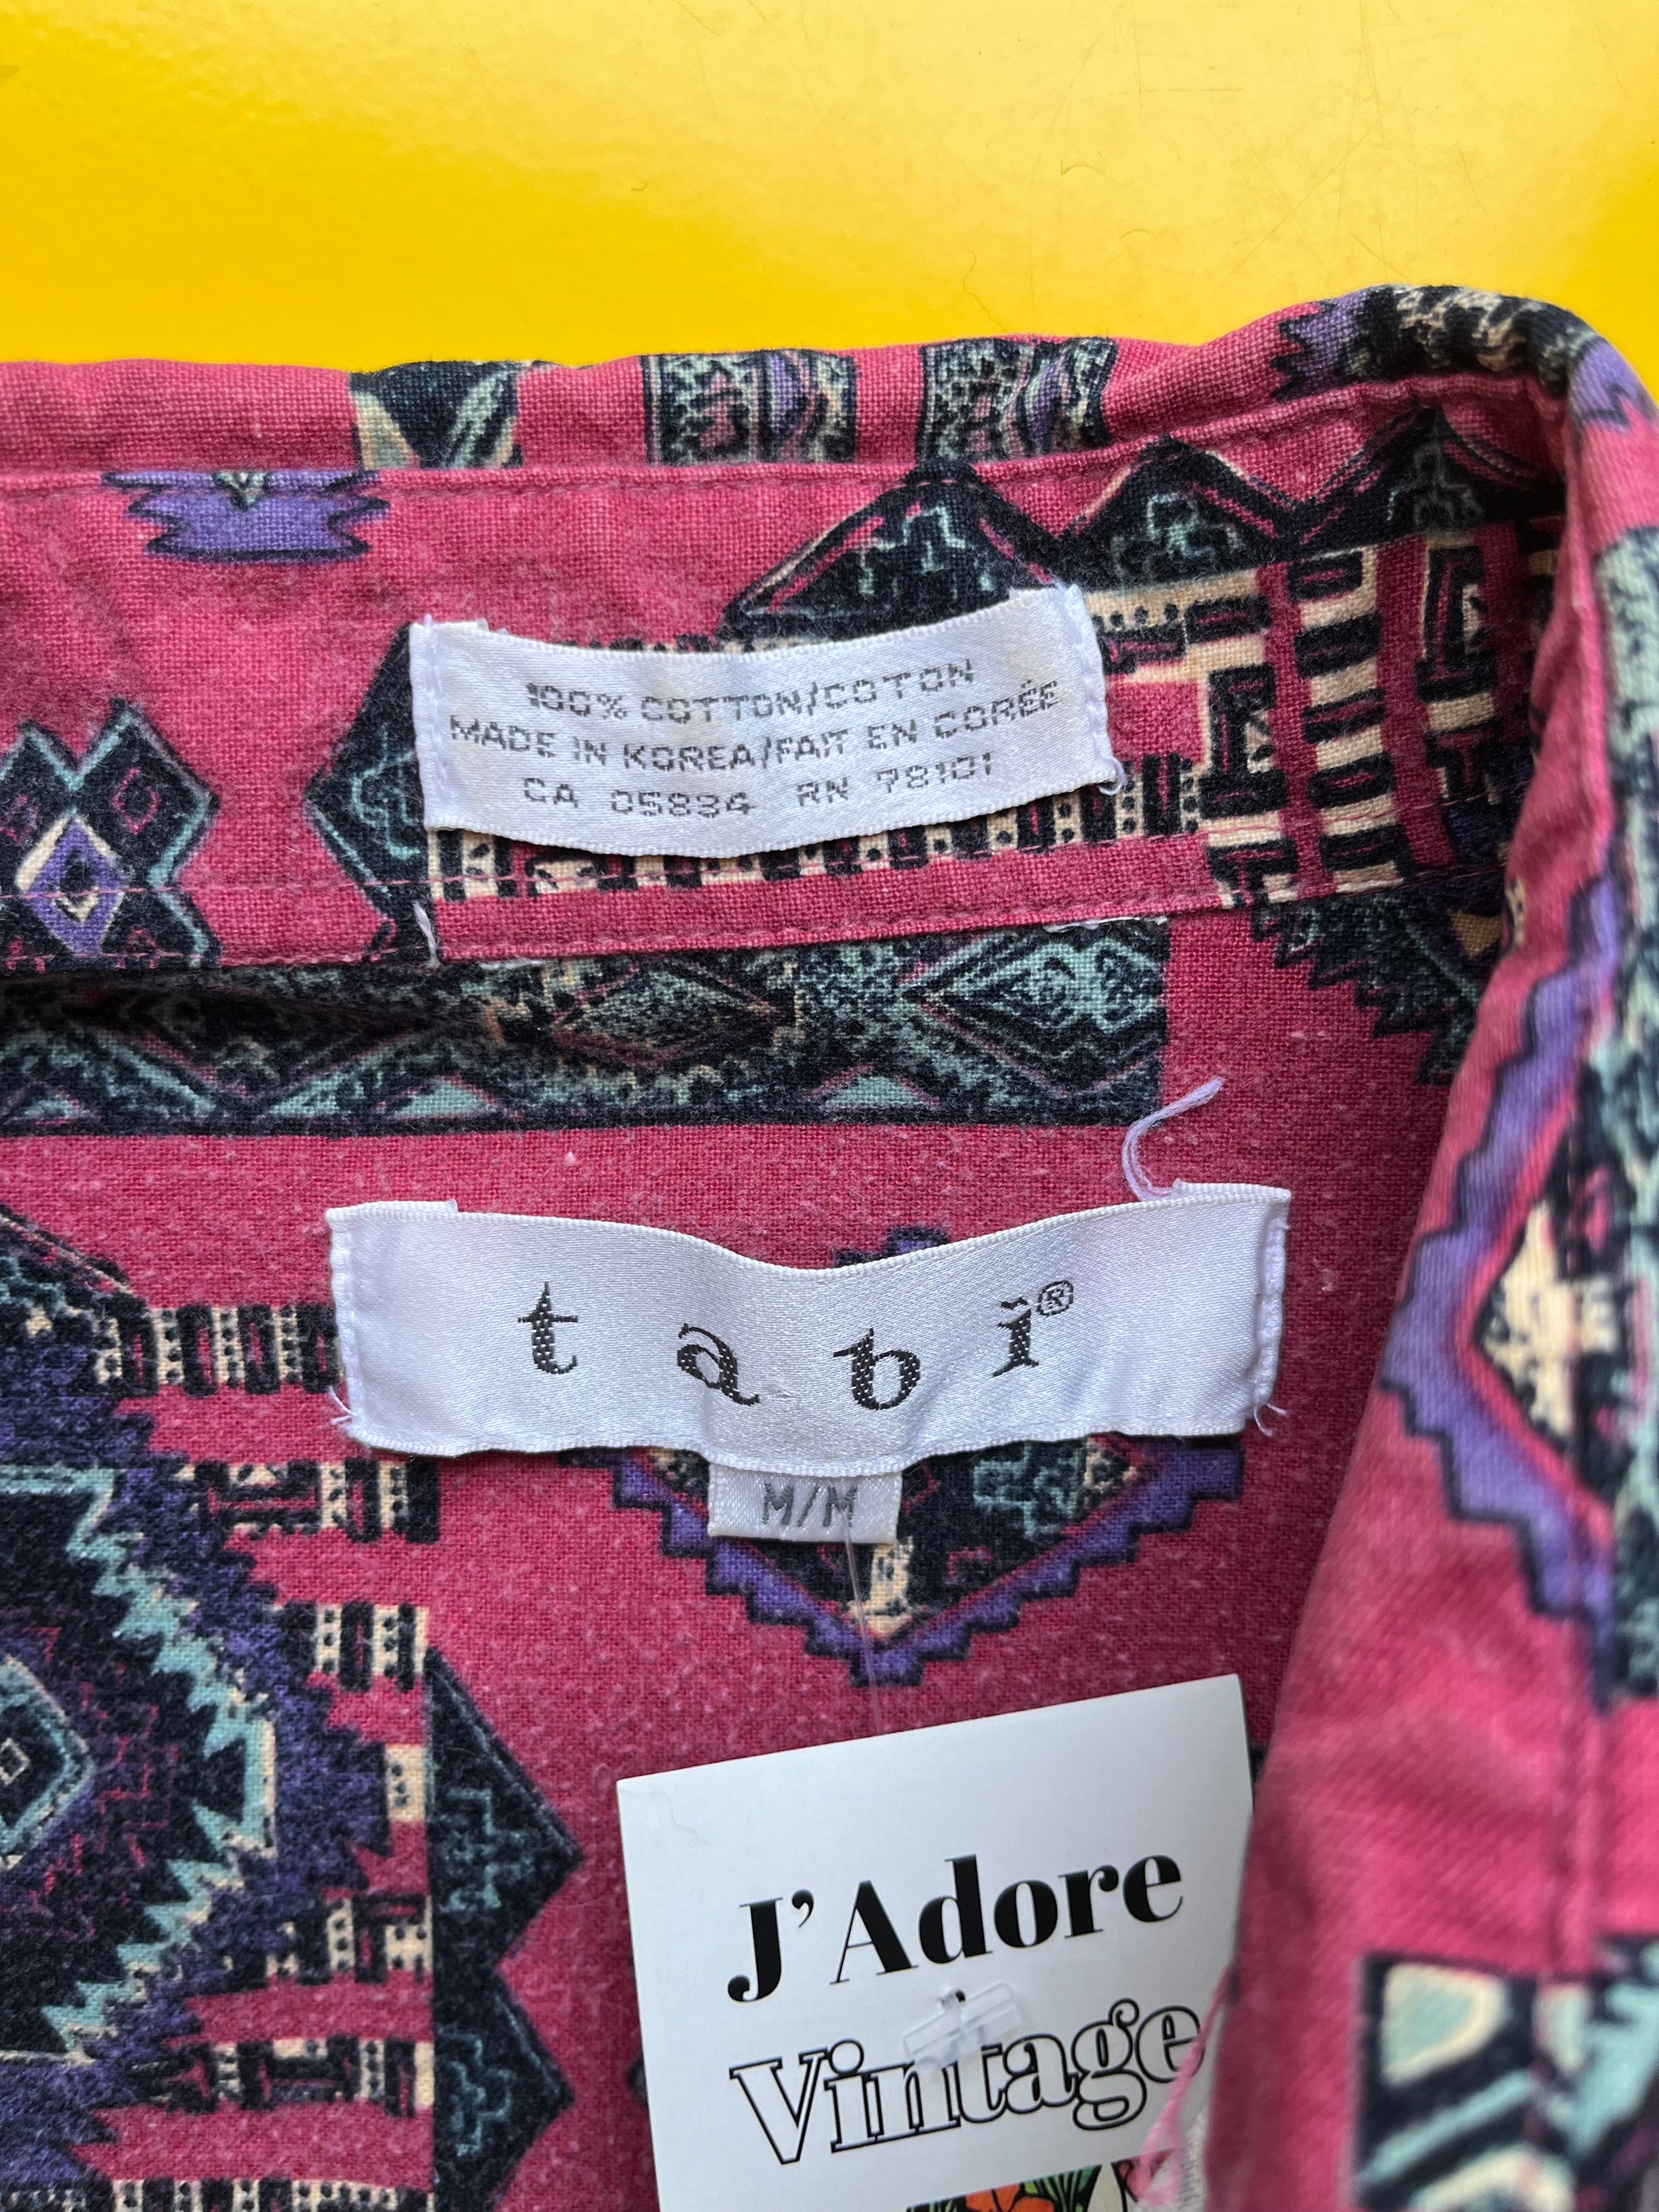 100% COTTON/COTON
MADE IN KOREA/FAIT EN CORÉE
CA 05834 RN 78101
tabi®
M/M
J'Adore
Vintage